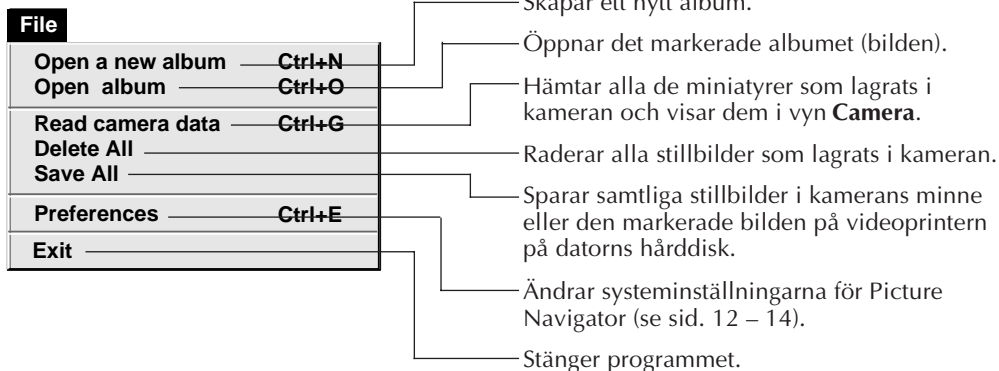 File
Open a new album Ctrl+N
Open album Ctrl+O
Read camera data Ctrl+G
Delete All
Save All
Preferences Ctrl+E
Exit
Skapar ett nytt album.
Öppnar det markerade albumet (bilden).
Hämtar alla de miniatyrer som lagrats i
kameran och visar dem i vyn Camera.
Raderar alla stillbilder som lagrats i kameran.
Sparar samtliga stillbilder i kamerans minne
eller den markerade bilden på videoprintern
på datorns hårddisk.
Ändrar systeminställningarna för Picture
Navigator (se sid. 12 – 14).
Stänger programmet.